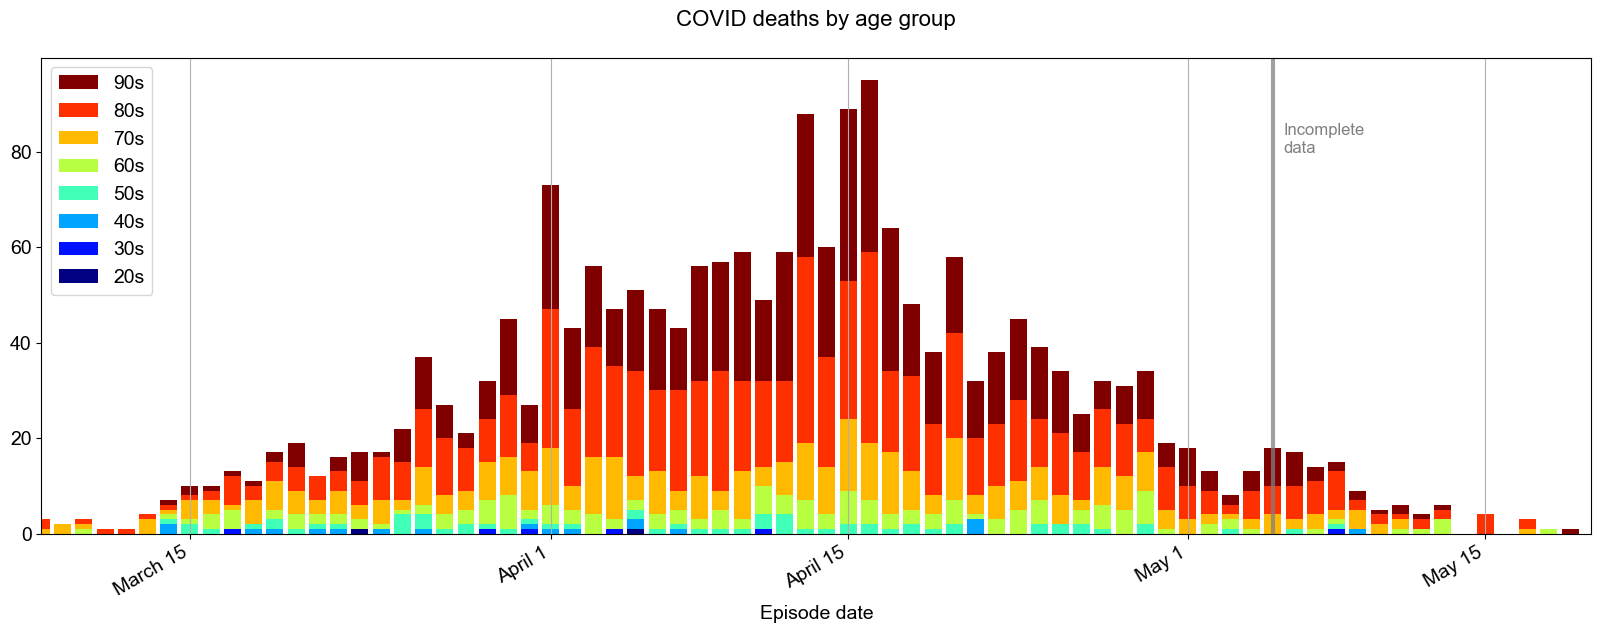 COVID deaths by age group
90s
80s
70s
60s
50s
40s
30s
20s
Incomplete
data
80
60
40
20
0
March 15
April 1
April 15
May 1
May 15
Episode date